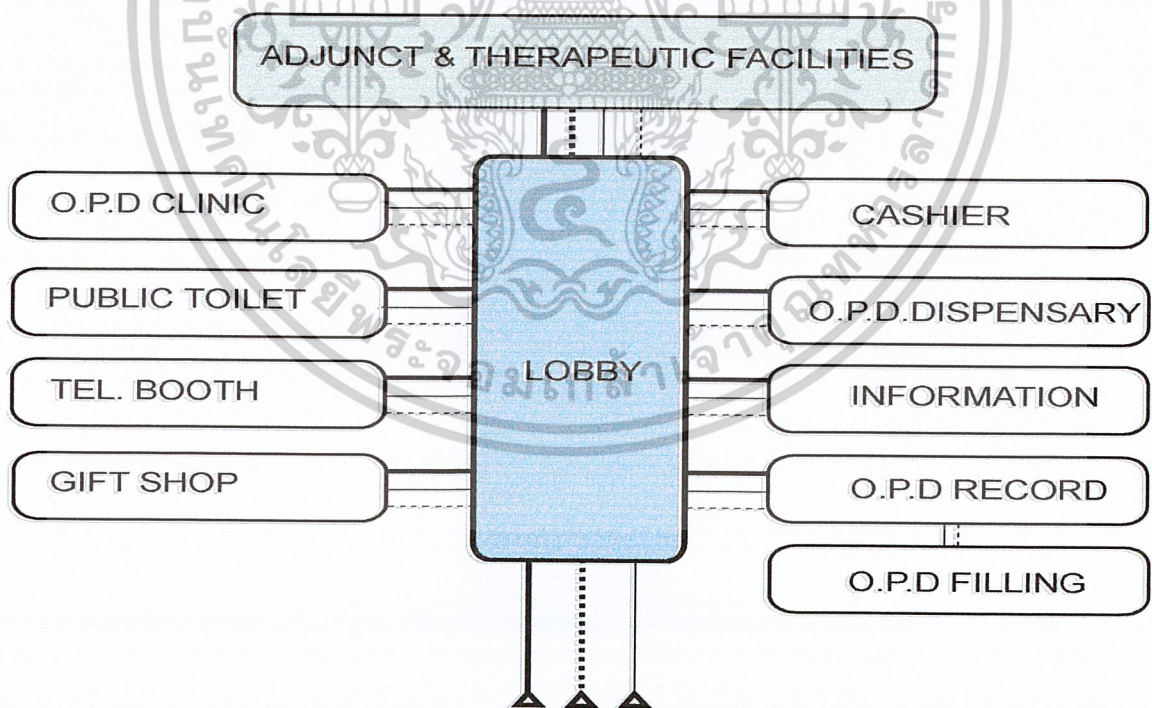 ADJUNCT & THERAPEUTIC FACILITIES
O.P.D CLINIC
PUBLIC TOILET
TEL. BOOTH
GIFT SHOP
LOBBY
CASHIER
O.P.D.DISPENSARY
INFORMATION
O.P.D RECORD
O.P.D FILLING